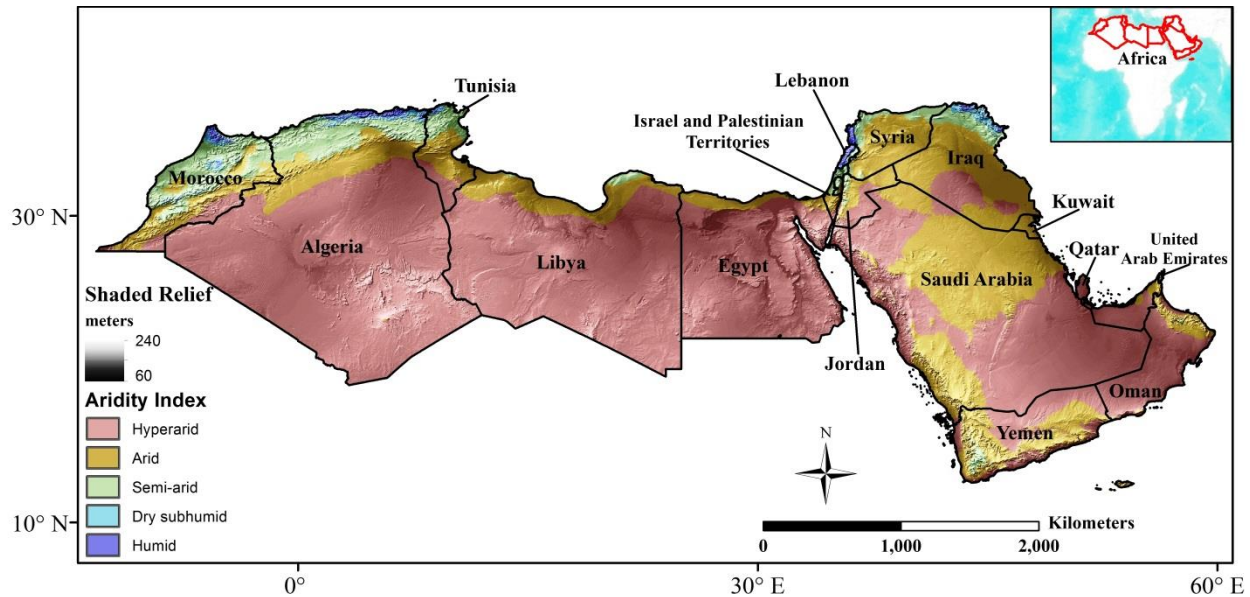 Africa
Tunisia
Lebanon
Israel and Palestinian
Territories
Syria
Iraq
Morocco
30° N
Kuwait
Algeria
Libya
Egypt
Qatar
United
Arab Emirates
Saudi Arabia
Shaded Relief
meters
240
60
Jordan
Oman
Aridity Index
Hyperarid
Arid
Yemen
N
Semi-arid
Dry subhumid
10° N
Kilometers
Humid
0
1,000
2,000
0°
30° E
60° E